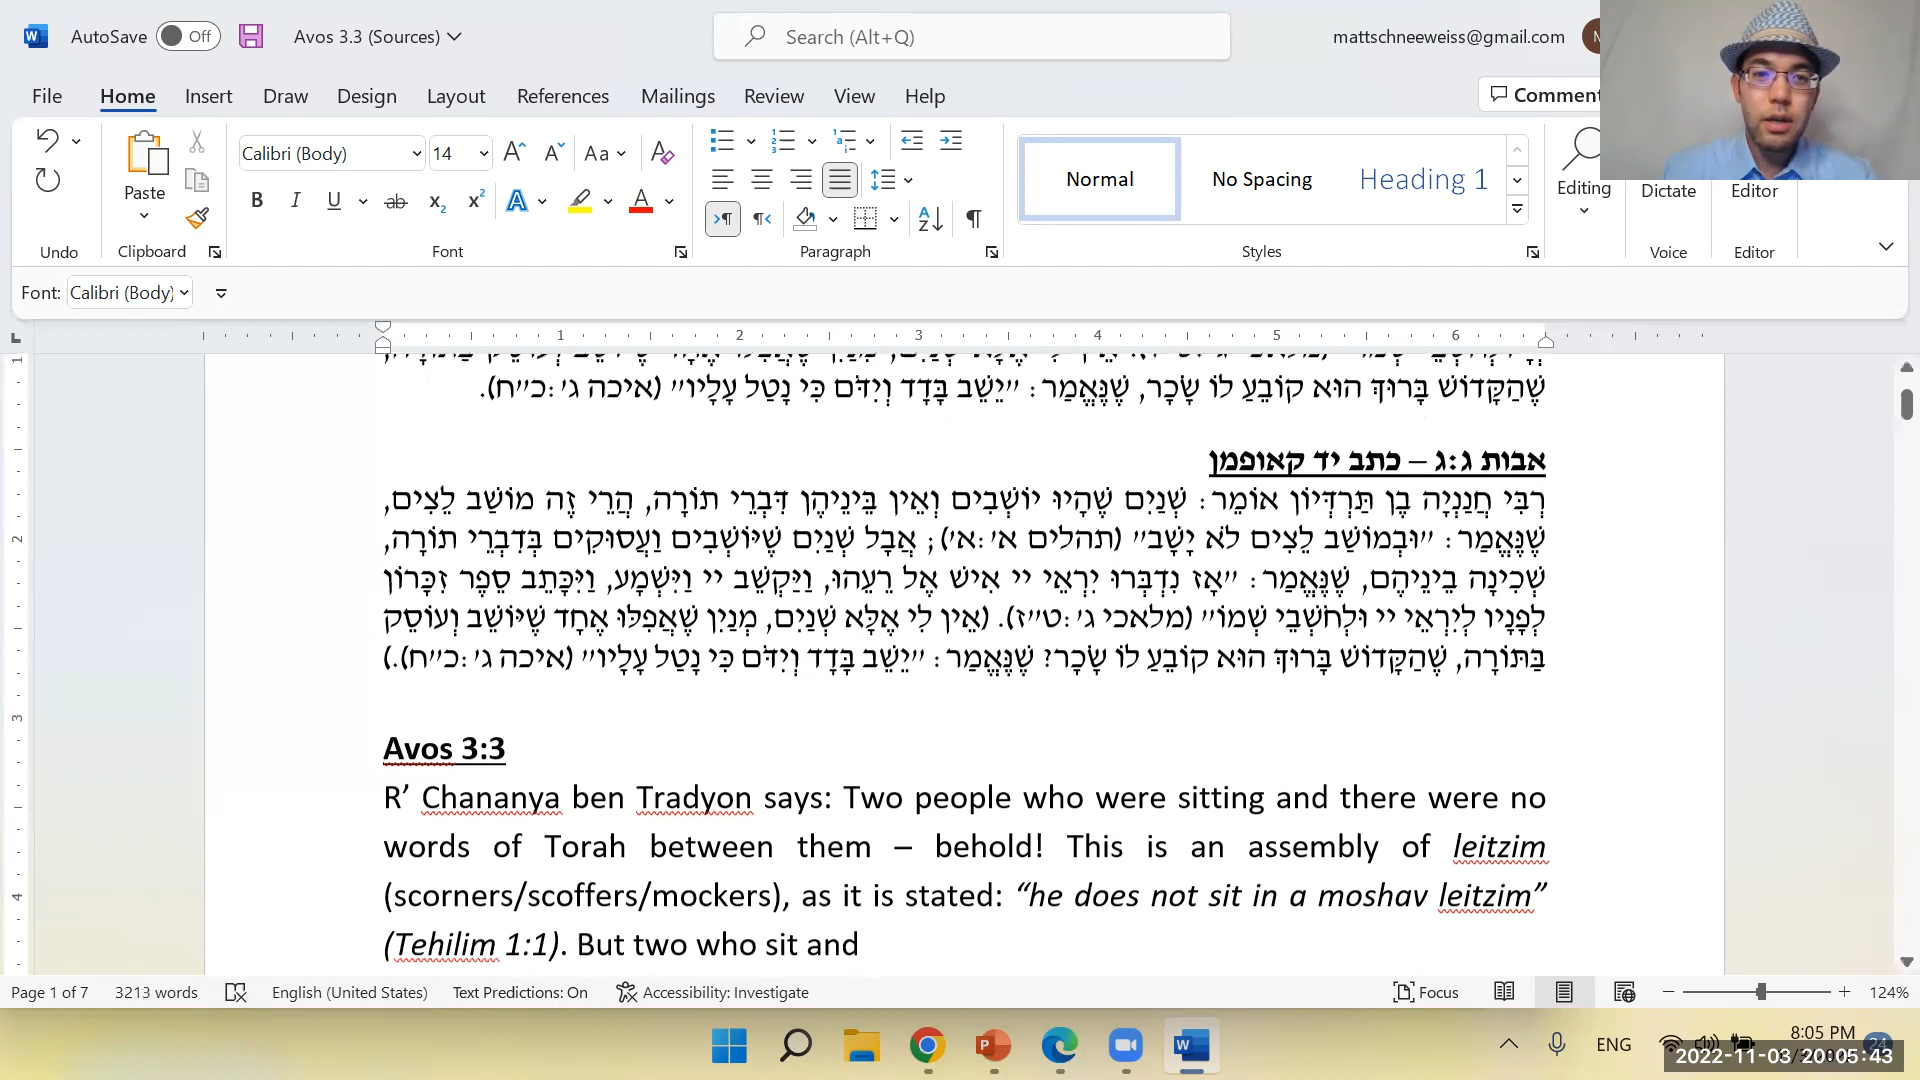 AutoSave Off Avos 3.3 (Sources) Search (Alt+Q) mattschneeweiss@gmail.com
File Home Insert Draw Design Layout References Mailings Review View Help
Calibri (Body) 14
Paste
Normal No Spacing Heading 1
Editing Dictate Editor
Undo Clipboard Font Paragraph Styles Voice Editor
Font: Calibri (Body)
1 2 3 4 5 6
שֶׁהַקָּדוֹשׁ בָּרוּךְ הוּא קוֹבֵעַ לוֹ שָׂכָר, שֶׁנֶּאֱמַר: ״יֵשֵׁב בָּדָד וְיִדֹּם כִּי נָטַל עָלָיו״ (איכה ג׳:כ״ח).
אבות ג:ג – כתב יד קאופמן
רְבִּי חֲנַנְיָה בֶן תַּרְדְּיוֹן אוֹמֵר: שְׁנַיִם שֶׁהָיוּ יוֹשְׁבִים וְאֵין בֵּינֵיהֶן דִּבְרֵי תוֹרָה, הֲרֵי זֶה מוֹשַׁב לֵצִים,
שֶׁנֶּאֱמַר: ״וּבְמוֹשַׁב לֵצִים לֹא יָשָׁב״ (תהלים א׳:א׳); אֲבָל שְׁנַיִם שֶׁיּוֹשְׁבִים וַעֲסוּקִים בְּדִבְרֵי תוֹרָה,
שְׁכִינָה בֵינֵיהֶם, שֶׁנֶּאֱמַר: ״אָז נִדְבְּרוּ יִרְאֵי יי אִישׁ אֶל רֵעֵהוּ, וַיַּקְשֵׁב יי וַיִּשְׁמָע, וַיִּכָּתֵב סֵפֶר זִכָּרוֹן
לְפָנָיו לְיִרְאֵי יי וּלְחֹשְׁבֵי שְׁמוֹ״ (מלאכי ג׳:ט״ז). (אֵין לִי אֶלָּא שְׁנַיִם, מְנַיִן שֶׁאֲפִלּוּ אֶחָד שֶׁיּוֹשֵׁב וְעוֹסֵק
בַּתּוֹרָה, שֶׁהַקָּדוֹשׁ בָּרוּךְ הוּא קוֹבֵעַ לוֹ שָׂכָר? שֶׁנֶּאֱמַר: ״יֵשֵׁב בָּדָד וְיִדֹּם כִּי נָטַל עָלָיו״ (איכה ג׳:כ״ח).)
Avos 3:3
R’ Chananya ben Tradyon says: Two people who were sitting and there were no
words of Torah between them – behold! This is an assembly of leitzim
(scorners/scoffers/mockers), as it is stated: “he does not sit in a moshav leitzim”
(Tehilim 1:1). But two who sit and
Page 1 of 7 3213 words English (United States) Text Predictions: On Accessibility: Investigate Focus 124%
ENG 8:05 PM
2022-11-03 20:05:43